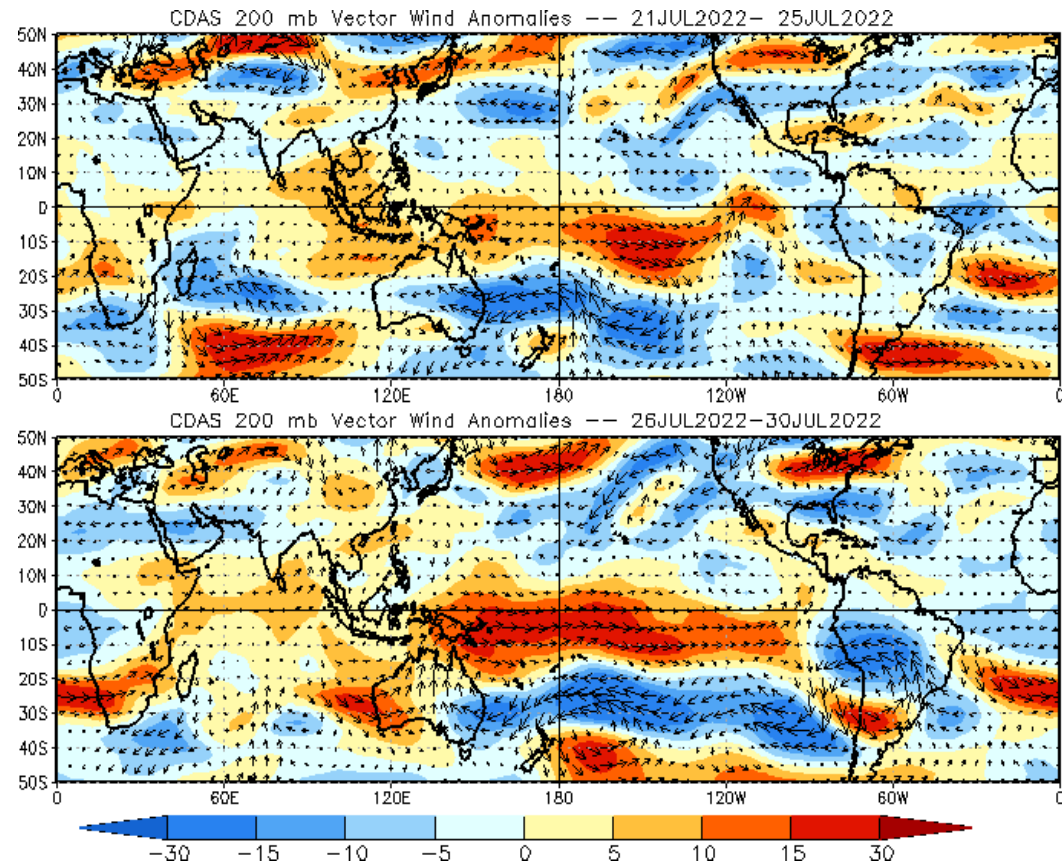 CDAS 200 mb Vector Wind Anomalies -- 21JUL2022- 25JUL2022
50N
40N
30N
20N
10N
0
10S
20S
30S
40S
50S
0 60E 120E 180 120W 60W 0
CDAS 200 mb Vector Wind Anomalies -- 26JUL2022-30JUL2022
50N
40N
30N
20N
10N
0
10S
20S
30S
40S
50S
0 60E 120E 180 120W 60W 0
-30 -15 -10 -5 0 5 10 15 30